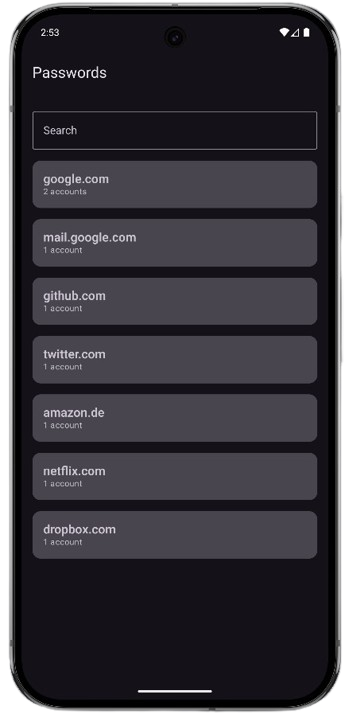 2:53
Passwords
Search
google.com
2 accounts
mail.google.com
1 account
github.com
1 account
twitter.com
1 account
amazon.de
1 account
netflix.com
1 account
dropbox.com
1 account